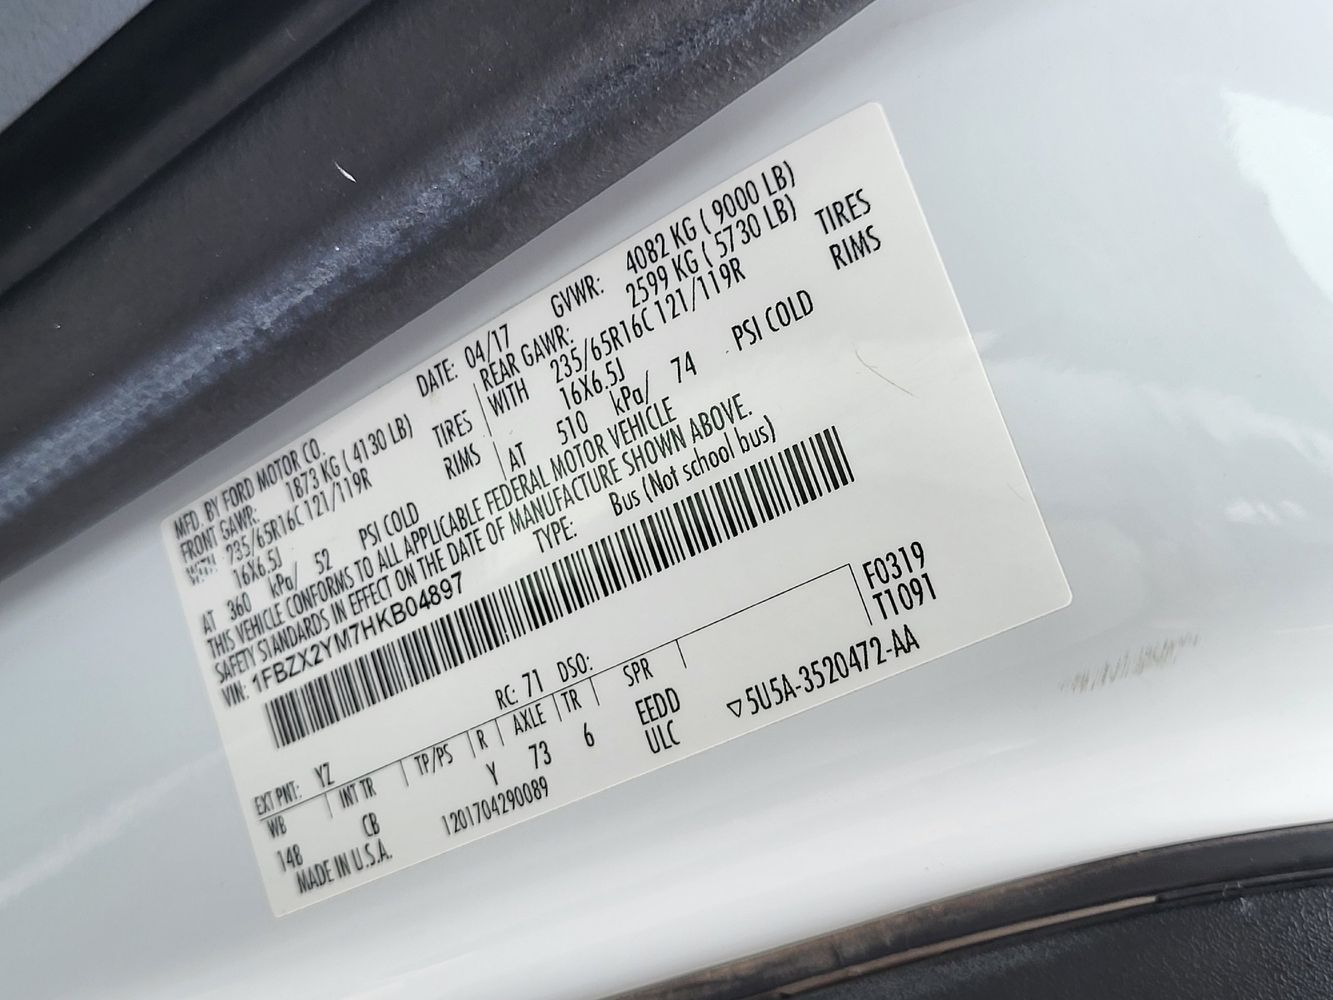 MFD. BY FORD MOTOR CO. DATE: 04/17 GVWR: 4082 KG ( 9000 LB)
FRONT GAWR: 1873 KG ( 4130 LB) REAR GAWR: 2599 KG ( 5730 LB)
WITH 235/65R16C 121/119R TIRES WITH 235/65R16C 121/119R TIRES
16X6.5J RIMS 16X6.5J RIMS
AT 360 kPa/ 52 PSI COLD AT 510 kPa/ 74 PSI COLD
THIS VEHICLE CONFORMS TO ALL APPLICABLE FEDERAL MOTOR VEHICLE
SAFETY STANDARDS IN EFFECT ON THE DATE OF MANUFACTURE SHOWN ABOVE.
VIN: 1FBZX2YM7HKB04897 TYPE: Bus (Not school bus)
EXT PNT: YZ RC: 71 DSO: F0319
WB INT TR TP/PS R AXLE TR SPR T1091
148 CB Y 73 6 EEDD
ULC
MADE IN U.S.A. 1201704290089 ▽5U5A-3520472-AA